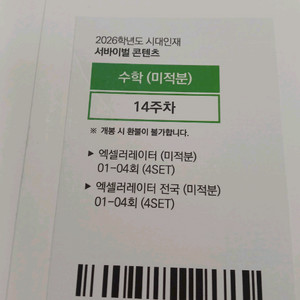 2026학년도 시대인재
서바이벌 콘텐츠
수학 (미적분)
14주차
※ 개봉 시 환불이 불가합니다.
▶ 엑셀러레이터 (미적분)
01-04회 (4SET)
▶ 엑셀러레이터 전국 (미적분)
01-04회 (4SET)